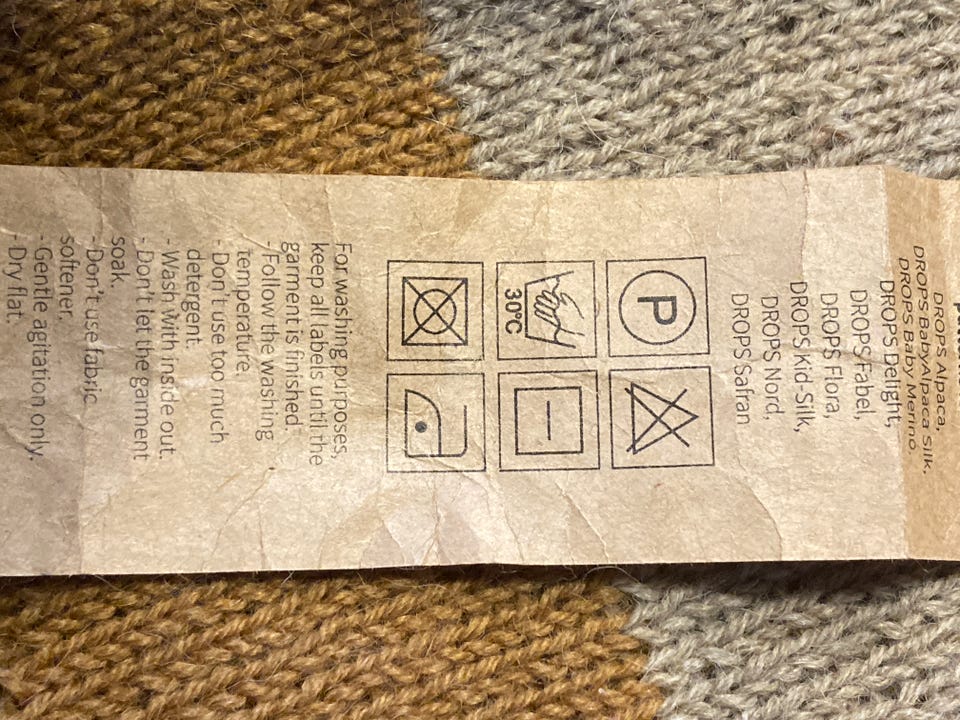 DROPS Alpaca,
DROPS BabyAlpaca Silk,
DROPS Baby Merino,
DROPS Delight,
DROPS Fabel,
DROPS Flora,
DROPS Kid-Silk,
DROPS Nord,
DROPS Safran
P
30°C
For washing purposes,
keep all labels until the
garment is finished
-Follow the washing
temperature.
- Don't use too much
detergent.
- Wash with inside out.
- Don't let the garment
soak.
- Don't use fabric
softener.
- Gentle agitation only.
- Dry flat.